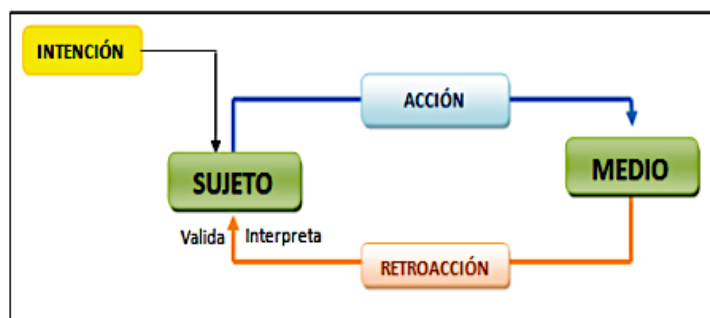 INTENCIÓN
ACCIÓN
SUJETO
MEDIO
Valida Interpreta
RETROACCIÓN